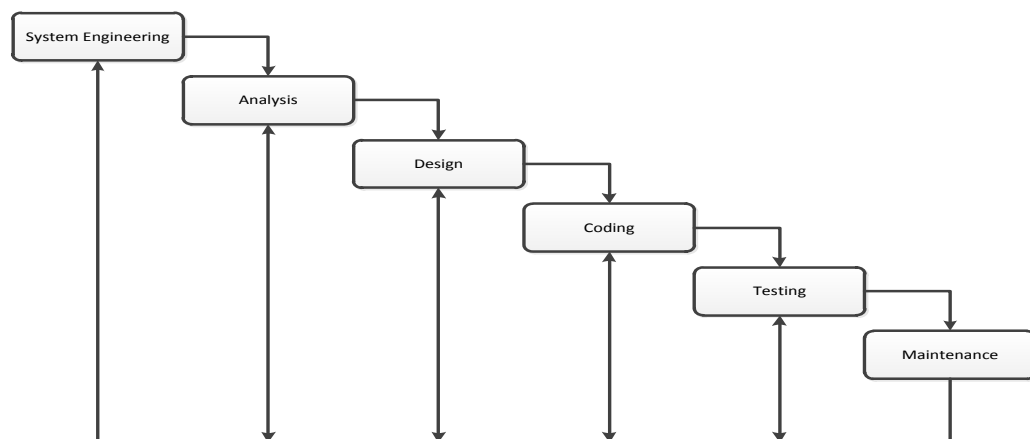 System Engineering
Analysis
Design
Coding
Testing
Maintenance